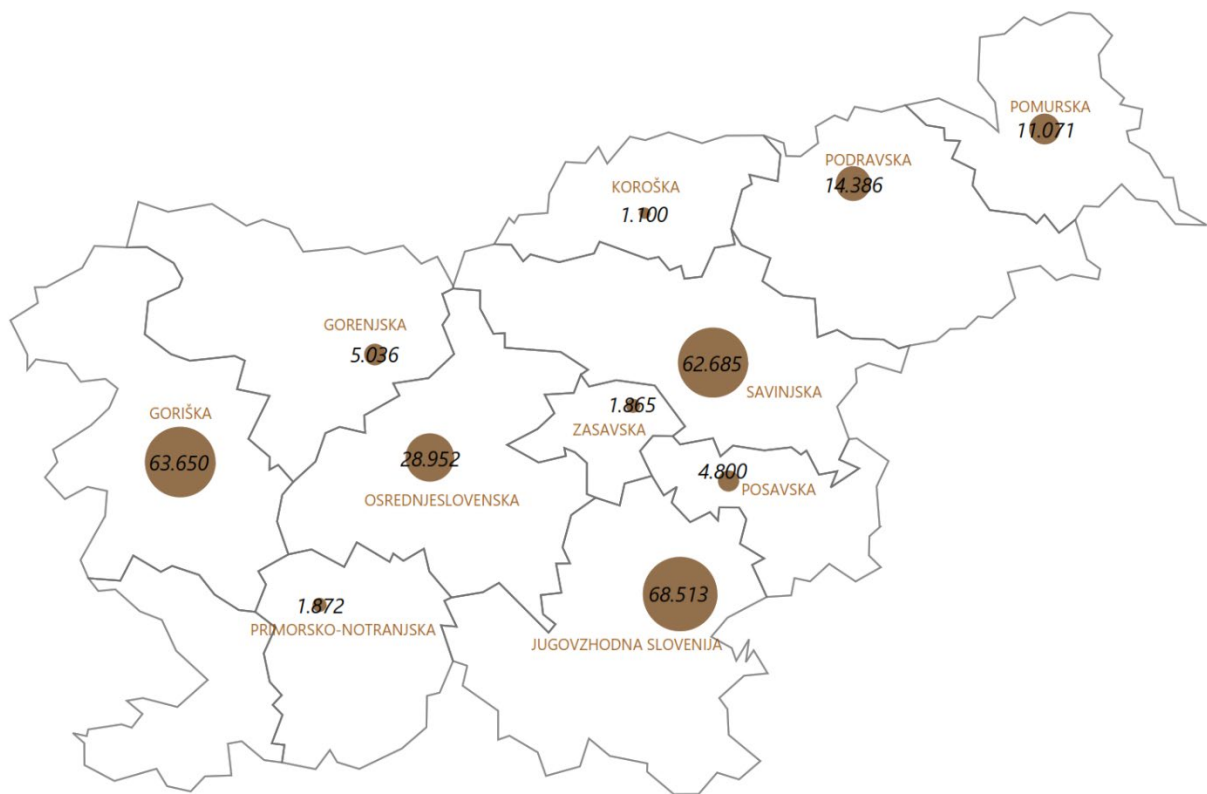 POMURSKA
11.071
PODRAVSKA
14.386
KOROŠKA
1.100
GORENJSKA
5.036
62.685
SAVINJSKA
1.865
ZASAVSKA
GORIŠKA
63.650
28.952
OSREDNJESLOVENSKA
4.800
POSAVSKA
68.513
JUGOVZHODNA SLOVENIJA
1.872
PRIMORSKO-NOTRANJSKA